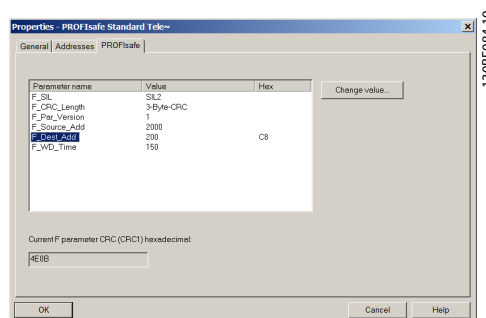 Properties - PROFIsafe Standard Tele~
General Addresses PROFIsafe
Parameter name Value Hex
F_SIL SIL2
F_CRC_Length 3-Byte-CRC
F_Par_Version 1
F_Source_Add 2000
F_Dest_Add 200 C8
F_WD_Time 150
Change value...
Current F parameter CRC (CRC1) hexadecimal:
4E0B
OK Cancel Help